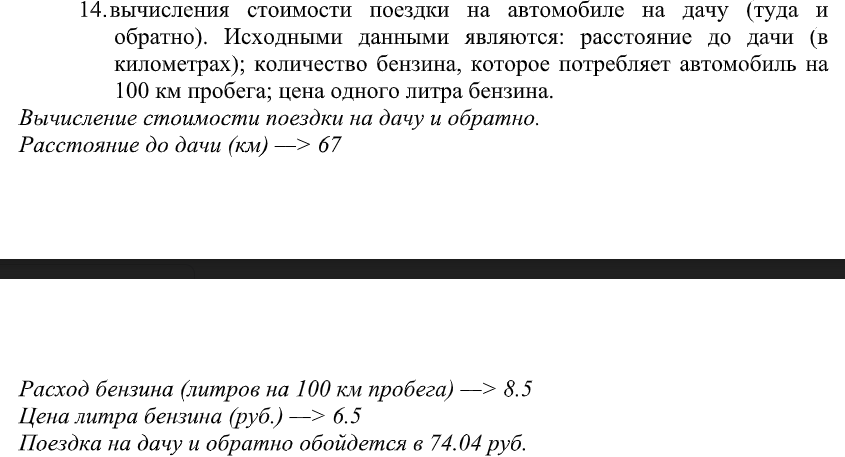 14.вычисления стоимости поездки на автомобиле на дачу (туда и
обратно). Исходными данными являются: расстояние до дачи (в
километрах); количество бензина, которое потребляет автомобиль на
100 км пробега; цена одного литра бензина.
Вычисление стоимости поездки на дачу и обратно.
Расстояние до дачи (км) —> 67
Расход бензина (литров на 100 км пробега) —> 8.5
Цена литра бензина (руб.) —> 6.5
Поездка на дачу и обратно обойдется в 74.04 руб.